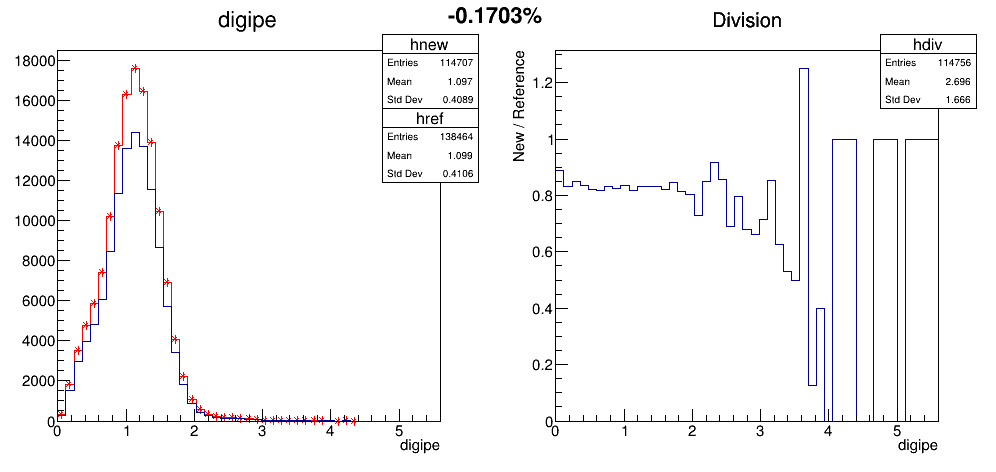 -0.1703%
digipe
hnew
Entries 114707
Mean 1.097
Std Dev 0.4089
href
Entries 138464
Mean 1.099
Std Dev 0.4106
18000
16000
14000
12000
10000
8000
6000
4000
2000
0
0 1 2 3 4 5
digipe
Division
hdiv
Entries 114756
Mean 2.696
Std Dev 1.666
New / Reference
1.2
1
0.8
0.6
0.4
0.2
0
0 1 2 3 4 5
digipe